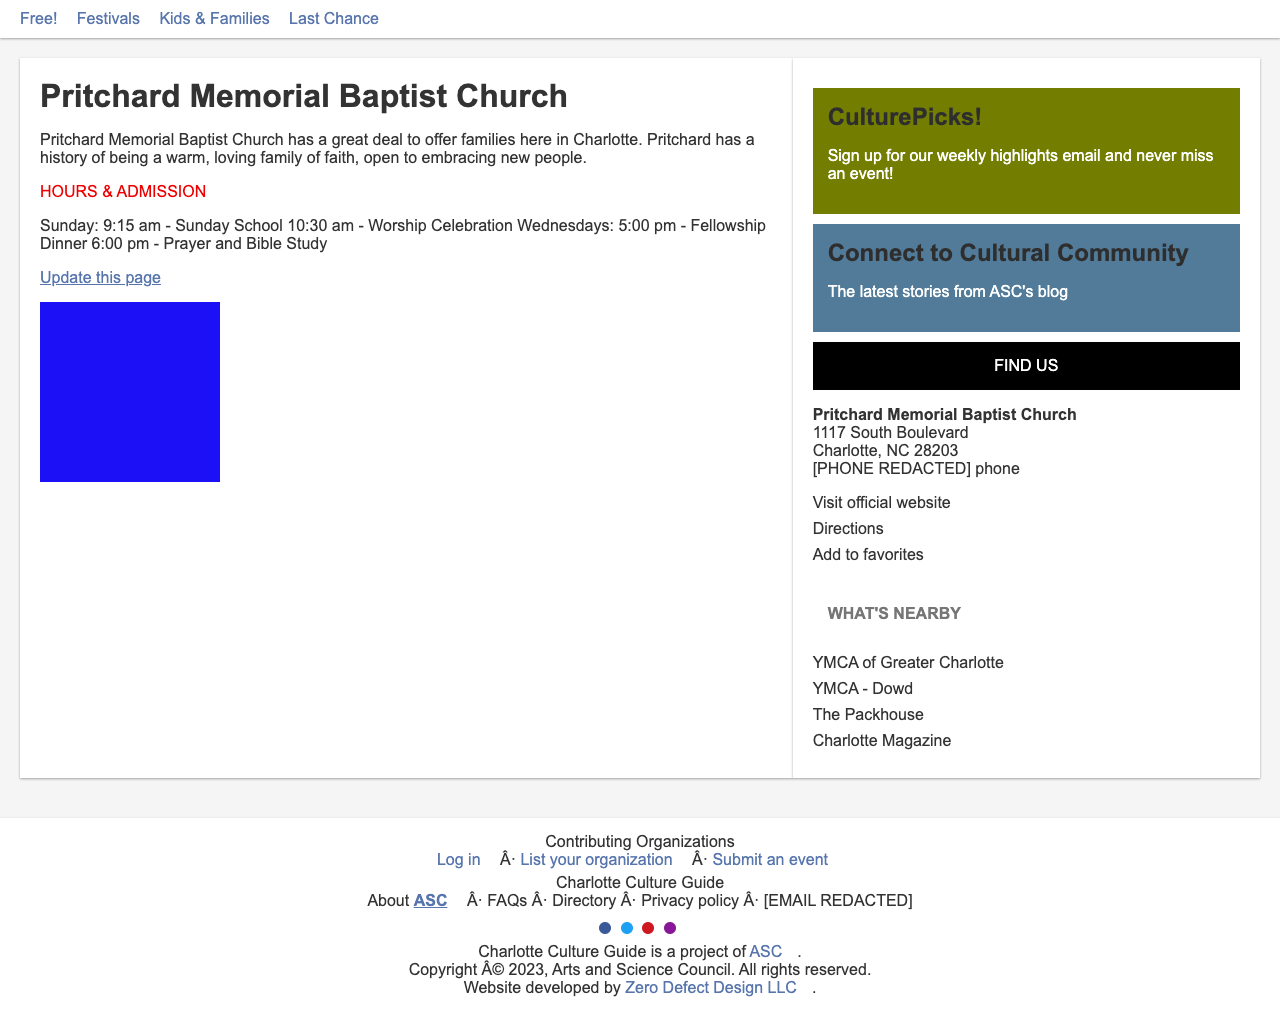 Free! Festivals Kids & Families Last Chance
Pritchard Memorial Baptist Church
Pritchard Memorial Baptist Church has a great deal to offer families here in Charlotte. Pritchard has a
history of being a warm, loving family of faith, open to embracing new people.
HOURS & ADMISSION
Sunday: 9:15 am - Sunday School 10:30 am - Worship Celebration Wednesdays: 5:00 pm - Fellowship
Dinner 6:00 pm - Prayer and Bible Study
Update this page
CulturePicks!
Sign up for our weekly highlights email and never miss
an event!
Connect to Cultural Community
The latest stories from ASC's blog
FIND US
Pritchard Memorial Baptist Church
1117 South Boulevard
Charlotte, NC 28203
[PHONE REDACTED] phone
Visit official website
Directions
Add to favorites
WHAT'S NEARBY
YMCA of Greater Charlotte
YMCA - Dowd
The Packhouse
Charlotte Magazine
Contributing Organizations
Log in Â· List your organization Â· Submit an event
Charlotte Culture Guide
About ASC Â· FAQs Â· Directory Â· Privacy policy Â· [EMAIL REDACTED]
Charlotte Culture Guide is a project of ASC .
Copyright Â© 2023, Arts and Science Council. All rights reserved.
Website developed by Zero Defect Design LLC .